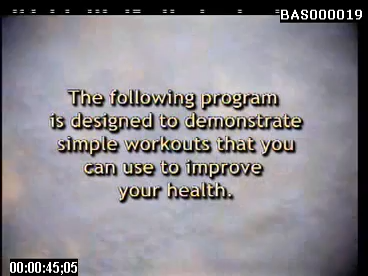 BAS000019
The following program
is designed to demonstrate
simple workouts that you
can use to improve
your health.
00:00:45;05